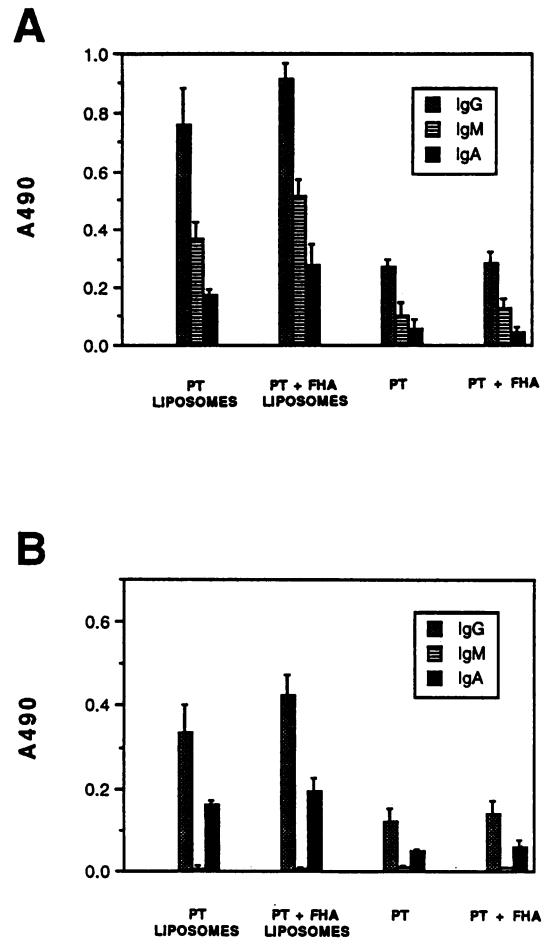 A
1.0
0.8
0.6
0.4
0.2
0.0
A490
IgG
IgM
IgA
PT
LIPOSOMES
PT + FHA
LIPOSOMES
PT
PT + FHA
B
0.6
0.4
0.2
0.0
A490
IgG
IgM
IgA
PT
LIPOSOMES
PT + FHA
LIPOSOMES
PT
PT + FHA